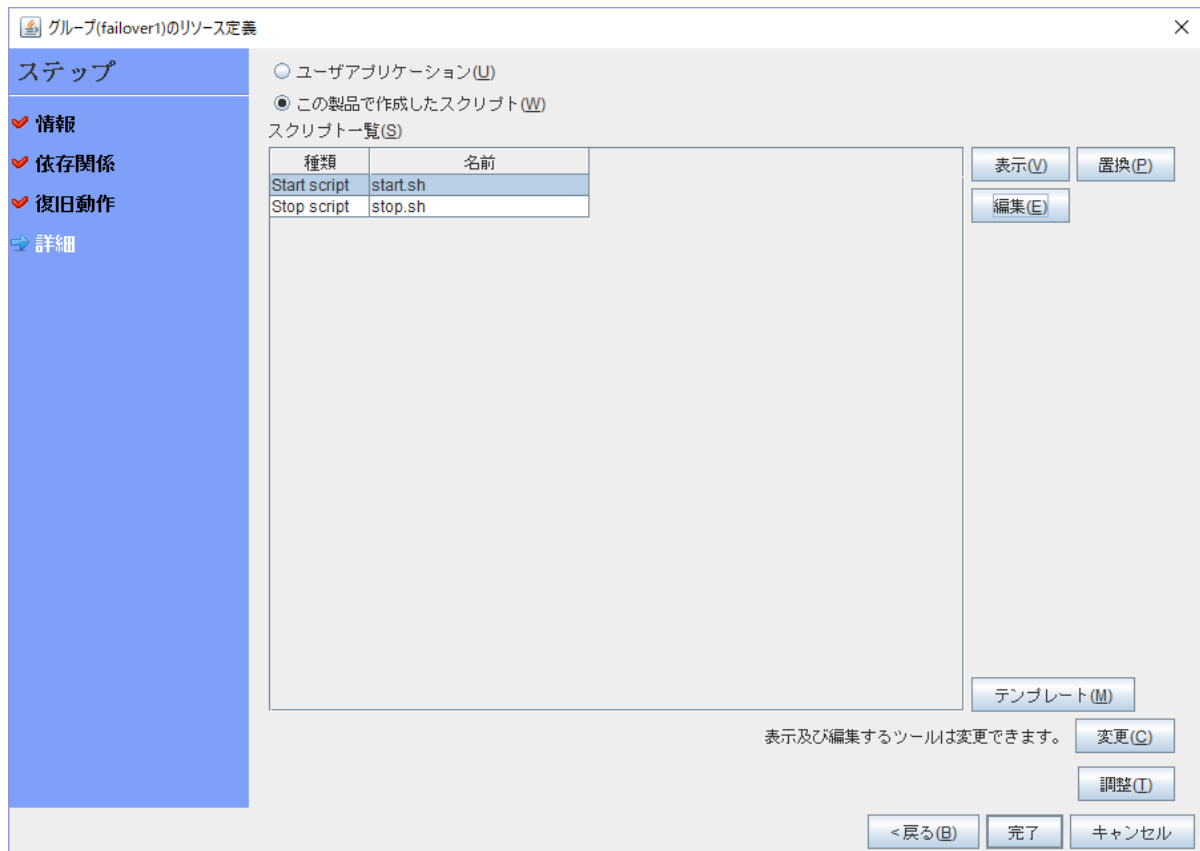 グループ(failover1)のリソース定義
ステップ
情報
依存関係
復旧動作
詳細
ユーザアプリケーション(U)
この製品で作成したスクリプト(W)
スクリプト一覧(S)
種類 名前
Start script start.sh
Stop script stop.sh
表示(V) 置換(P)
編集(E)
テンプレート(M)
表示及び編集するツールは変更できます。 変更(C)
調整(T)
<戻る(B) 完了 キャンセル